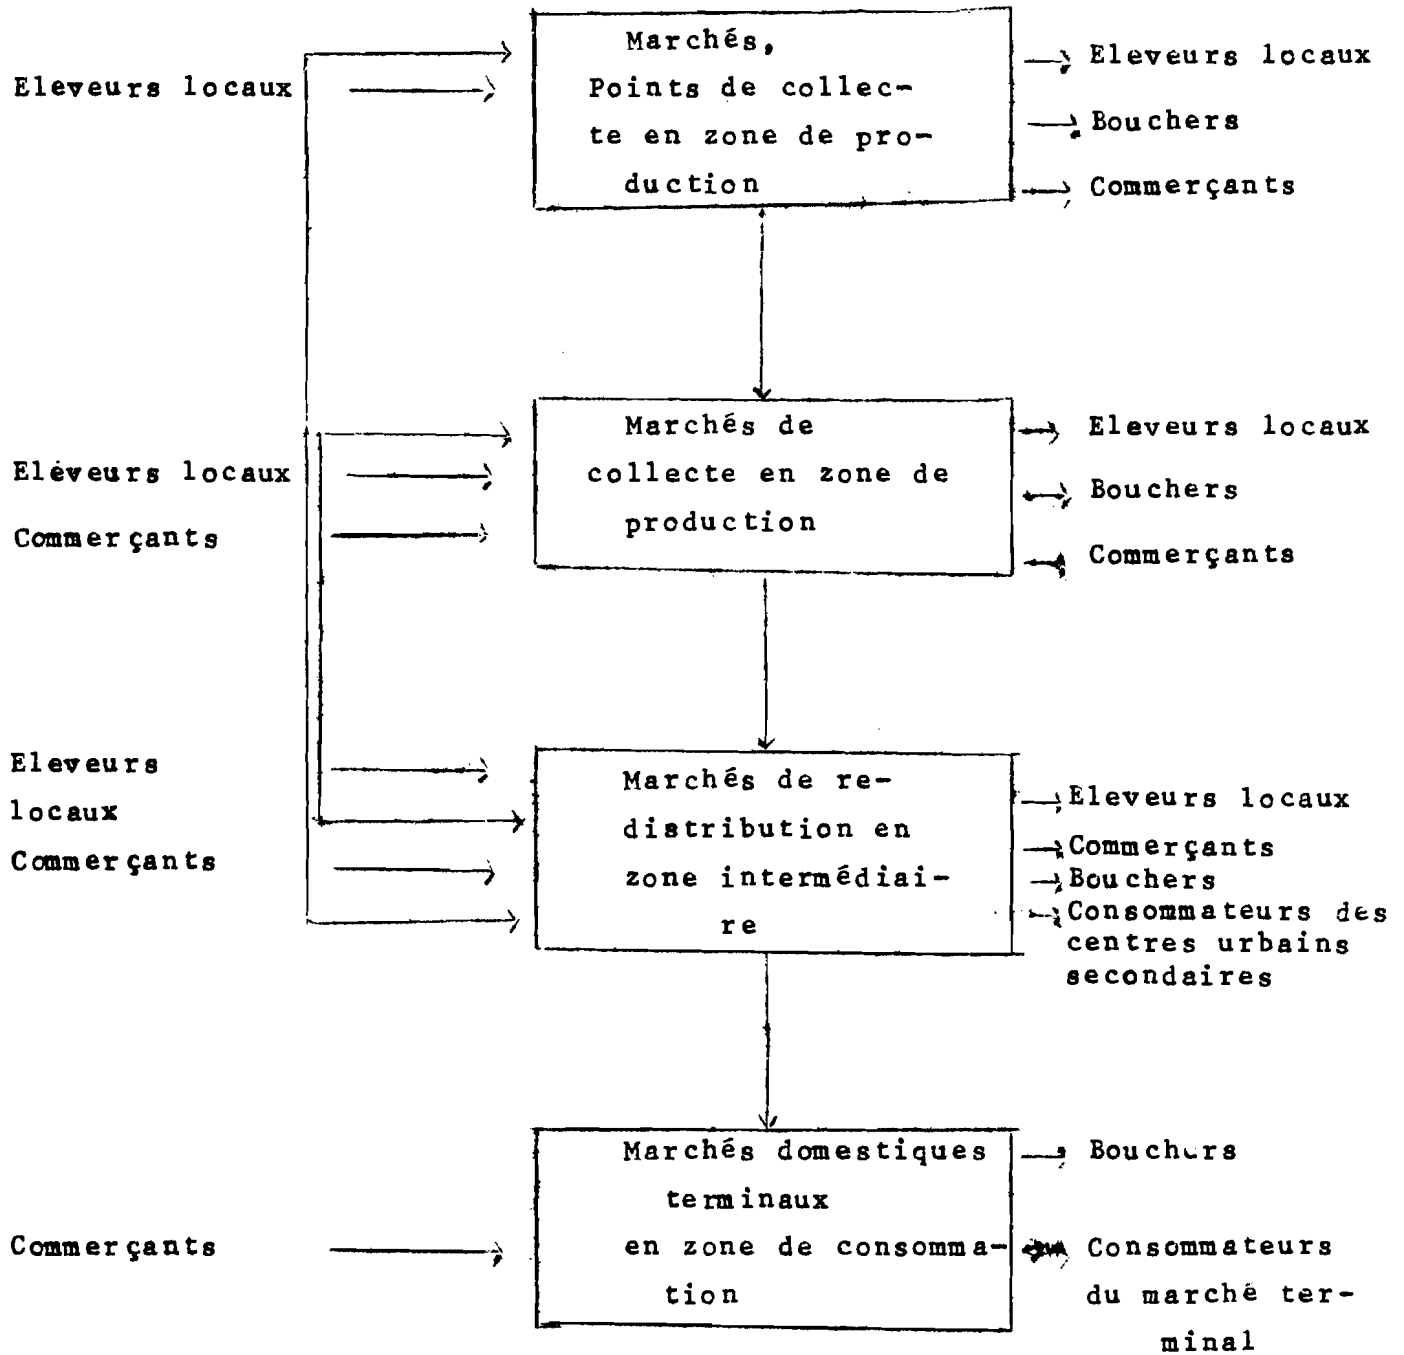 Eleveurs locaux
Marchés,
Points de collec-
te en zone de pro-
duction
Eleveurs locaux
Bouchers
Commerçants
Eleveurs locaux
Commerçants
Marchés de
collecte en zone de
production
Eleveurs locaux
Bouchers
Commerçants
Eleveurs
locaux
Commerçants
Marchés de re-
distribution en
zone intermédiai-
re
Eleveurs locaux
Commerçants
Bouchers
Consommateurs des
centres urbains
secondaires
Commerçants
Marchés domestiques
terminaux
en zone de consomma-
tion
Bouchers
Consommateurs
du marché ter-
minal